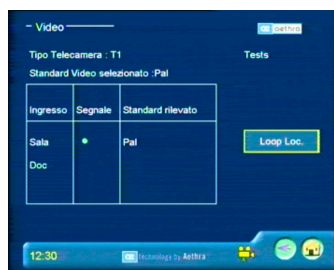 Video
aethra
Tipo Telecamera : T1
Tests
Standard Video selezionato :Pal
Ingresso Segnale Standard rilevato
Sala Pal
Loop Loc.
Doc
12:30
technology by Aethra